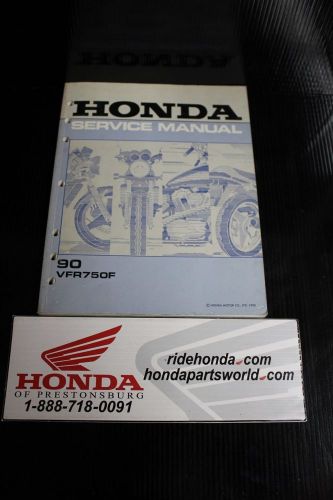 HONDA
SERVICE MANUAL
90
VFR750F
HONDA
OF PRESTONSBURG
1-888-718-0091
ridehonda.com
hondapartsworld.com